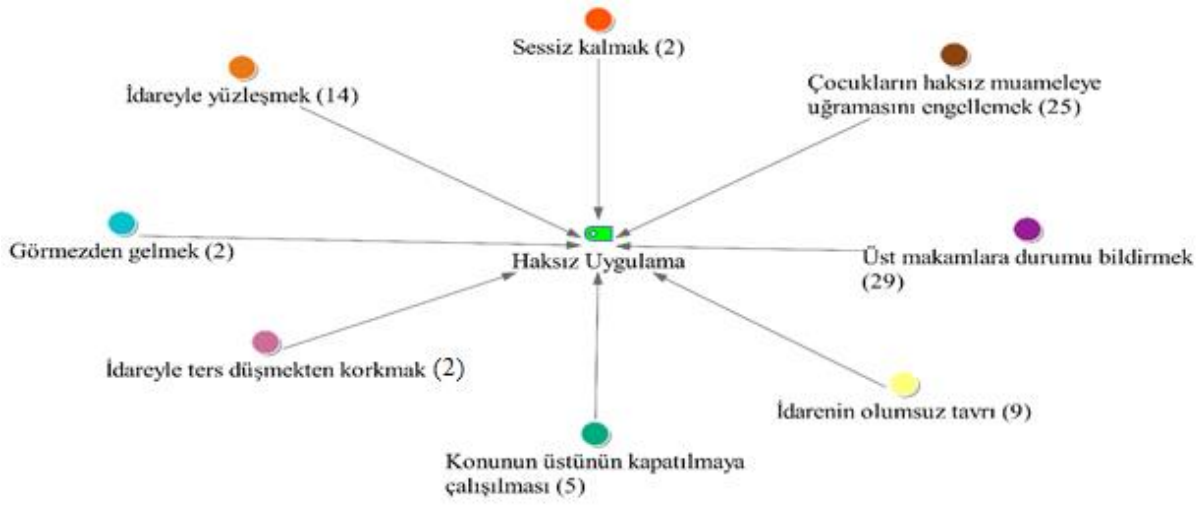 Sessiz kalmak (2)
İdareyle yüzleşmek (14)
Çocukların haksız muameleye
uğramasını engellemek (25)
Görmezden gelmek (2)
Haksız Uygulama
Üst makamlara durumu bildirmek
(29)
İdareyle ters düşmekten korkmak (2)
İdarenin olumsuz tavrı (9)
Konunun üstünün kapatılmaya
çalışılması (5)